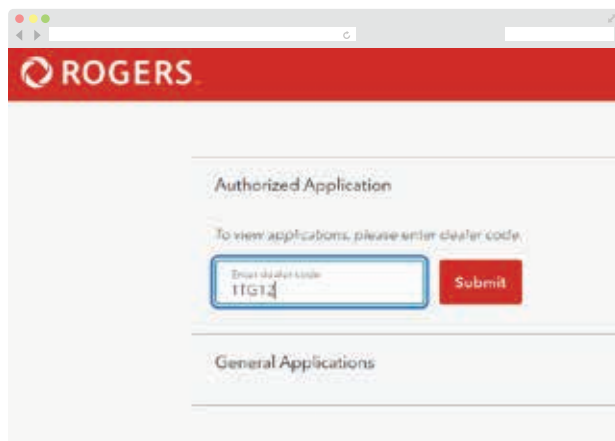 ROGERS
Authorized Application
To view applications, please enter dealer code.
Enter dealer code
1TG12
Submit
General Applications